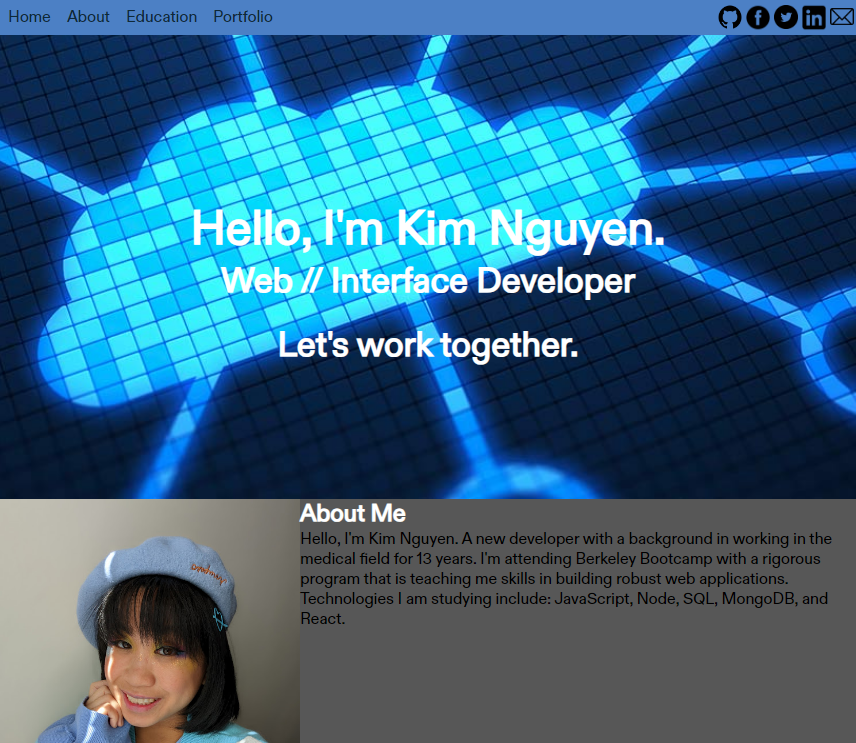 Home About Education Portfolio
Hello, I'm Kim Nguyen.
Web // Interface Developer
Let's work together.
About Me
Hello, I'm Kim Nguyen. A new developer with a background in working in the
medical field for 13 years. I'm attending Berkeley Bootcamp with a rigorous
program that is teaching me skills in building robust web applications.
Technologies I am studying include: JavaScript, Node, SQL, MongoDB, and
React.